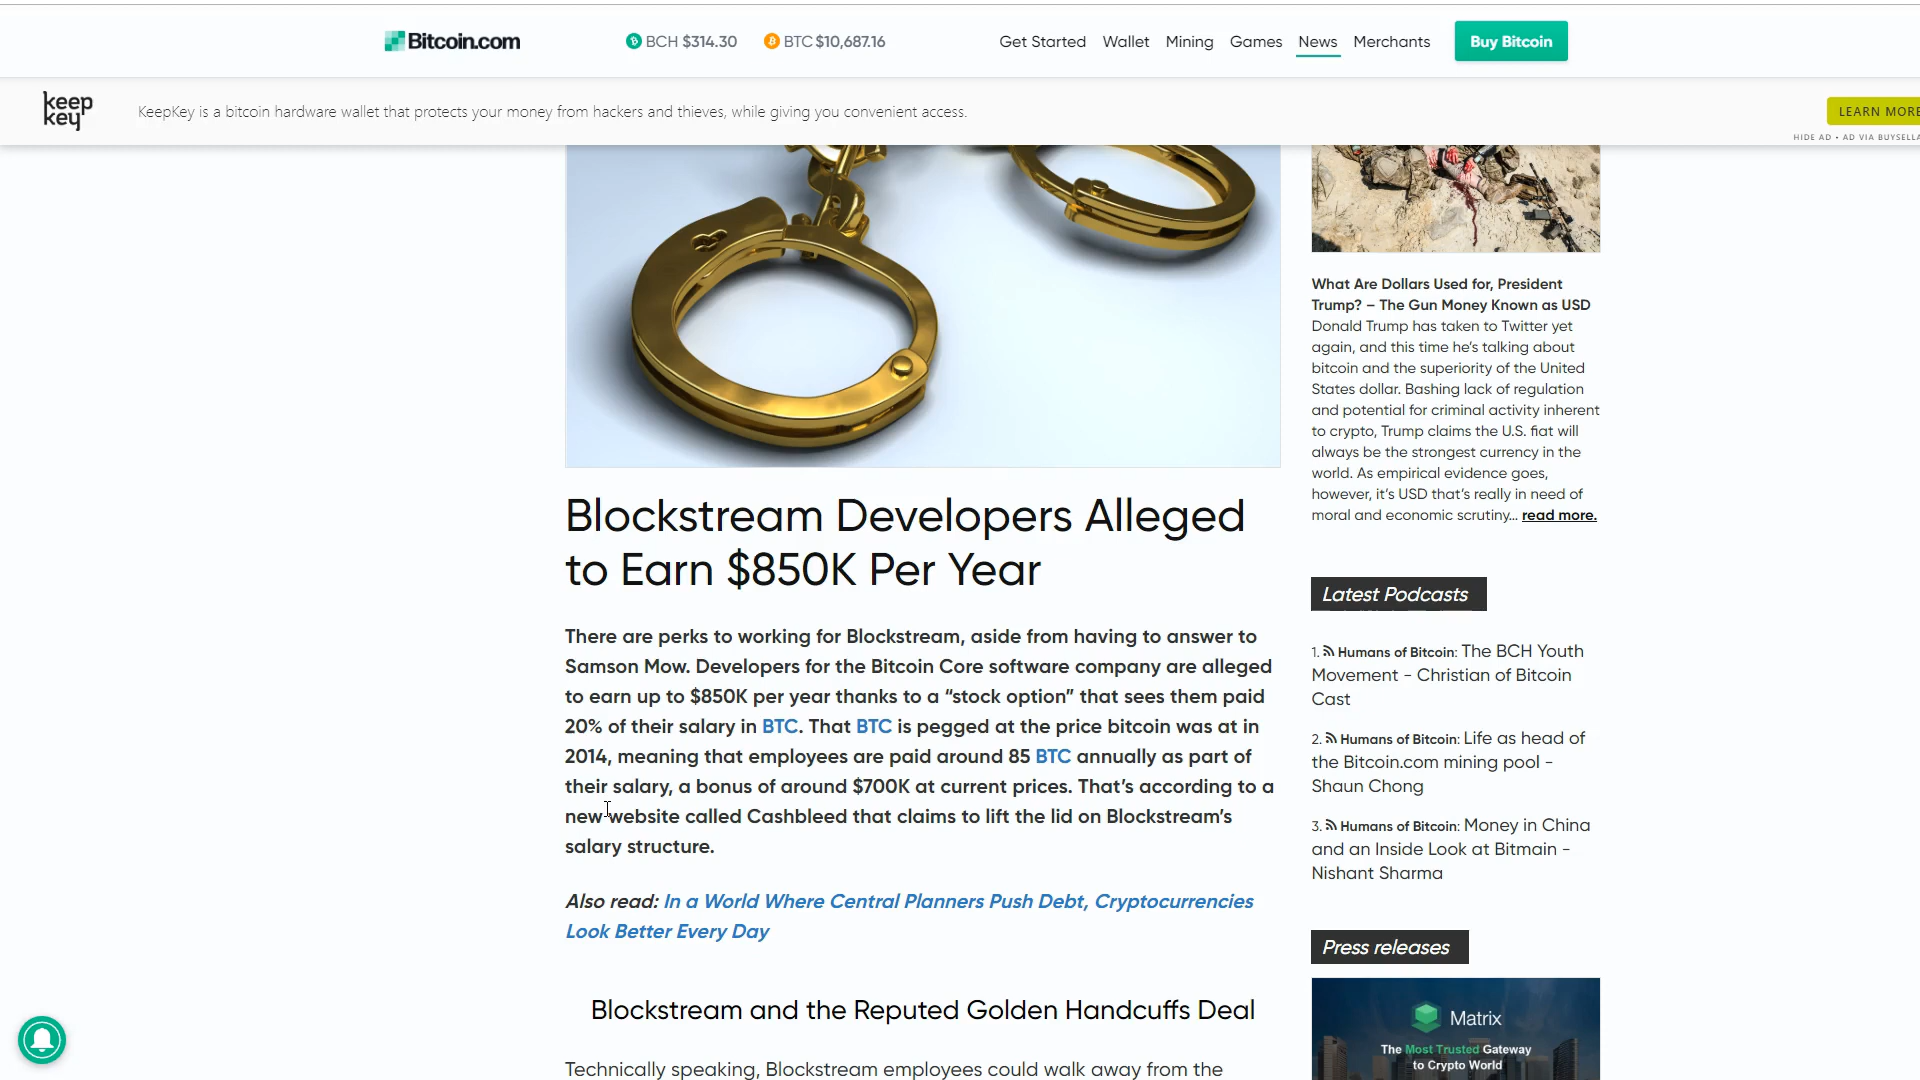 Bitcoin.com
BCH $314.30
BTC $10,687.16
Get Started
Wallet
Mining
Games
News
Merchants
Buy Bitcoin
keep
key
KeepKey is a bitcoin hardware wallet that protects your money from hackers and thieves, while giving you convenient access.
LEARN MORE
HIDE AD • AD VIA BUYSELLA
Blockstream Developers Alleged
to Earn $850K Per Year
There are perks to working for Blockstream, aside from having to answer to
Samson Mow. Developers for the Bitcoin Core software company are alleged
to earn up to $850K per year thanks to a “stock option” that sees them paid
20% of their salary in BTC. That BTC is pegged at the price bitcoin was at in
2014, meaning that employees are paid around 85 BTC annually as part of
their salary, a bonus of around $700K at current prices. That’s according to a
new website called Cashbleed that claims to lift the lid on Blockstream’s
salary structure.
Also read: In a World Where Central Planners Push Debt, Cryptocurrencies
Look Better Every Day
Blockstream and the Reputed Golden Handcuffs Deal
Technically speaking, Blockstream employees could walk away from the
What Are Dollars Used for, President
Trump? – The Gun Money Known as USD
Donald Trump has taken to Twitter yet
again, and this time he’s talking about
bitcoin and the superiority of the United
States dollar. Bashing lack of regulation
and potential for criminal activity inherent
to crypto, Trump claims the U.S. fiat will
always be the strongest currency in the
world. As empirical evidence goes,
however, it’s USD that’s really in need of
moral and economic scrutiny... read more.
Latest Podcasts
1. Humans of Bitcoin: The BCH Youth
Movement - Christian of Bitcoin
Cast
2. Humans of Bitcoin: Life as head of
the Bitcoin.com mining pool -
Shaun Chong
3. Humans of Bitcoin: Money in China
and an Inside Look at Bitmain -
Nishant Sharma
Press releases
Matrix
The Most Trusted Gateway
to Crypto World